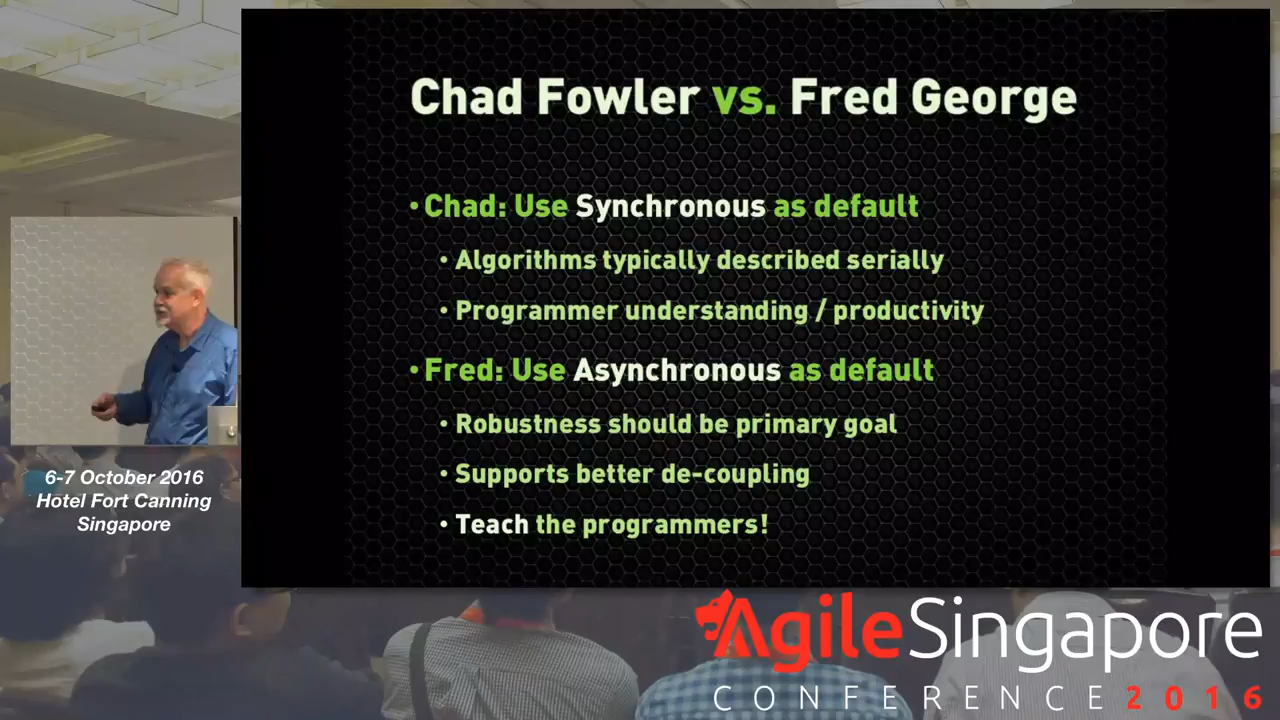 Chad Fowler vs. Fred George
• Chad: Use Synchronous as default
• Algorithms typically described serially
• Programmer understanding / productivity
• Fred: Use Asynchronous as default
• Robustness should be primary goal
• Supports better de-coupling
• Teach the programmers!
6-7 October 2016
Hotel Fort Canning
Singapore
AgileSingapore
CONFERENCE 2016